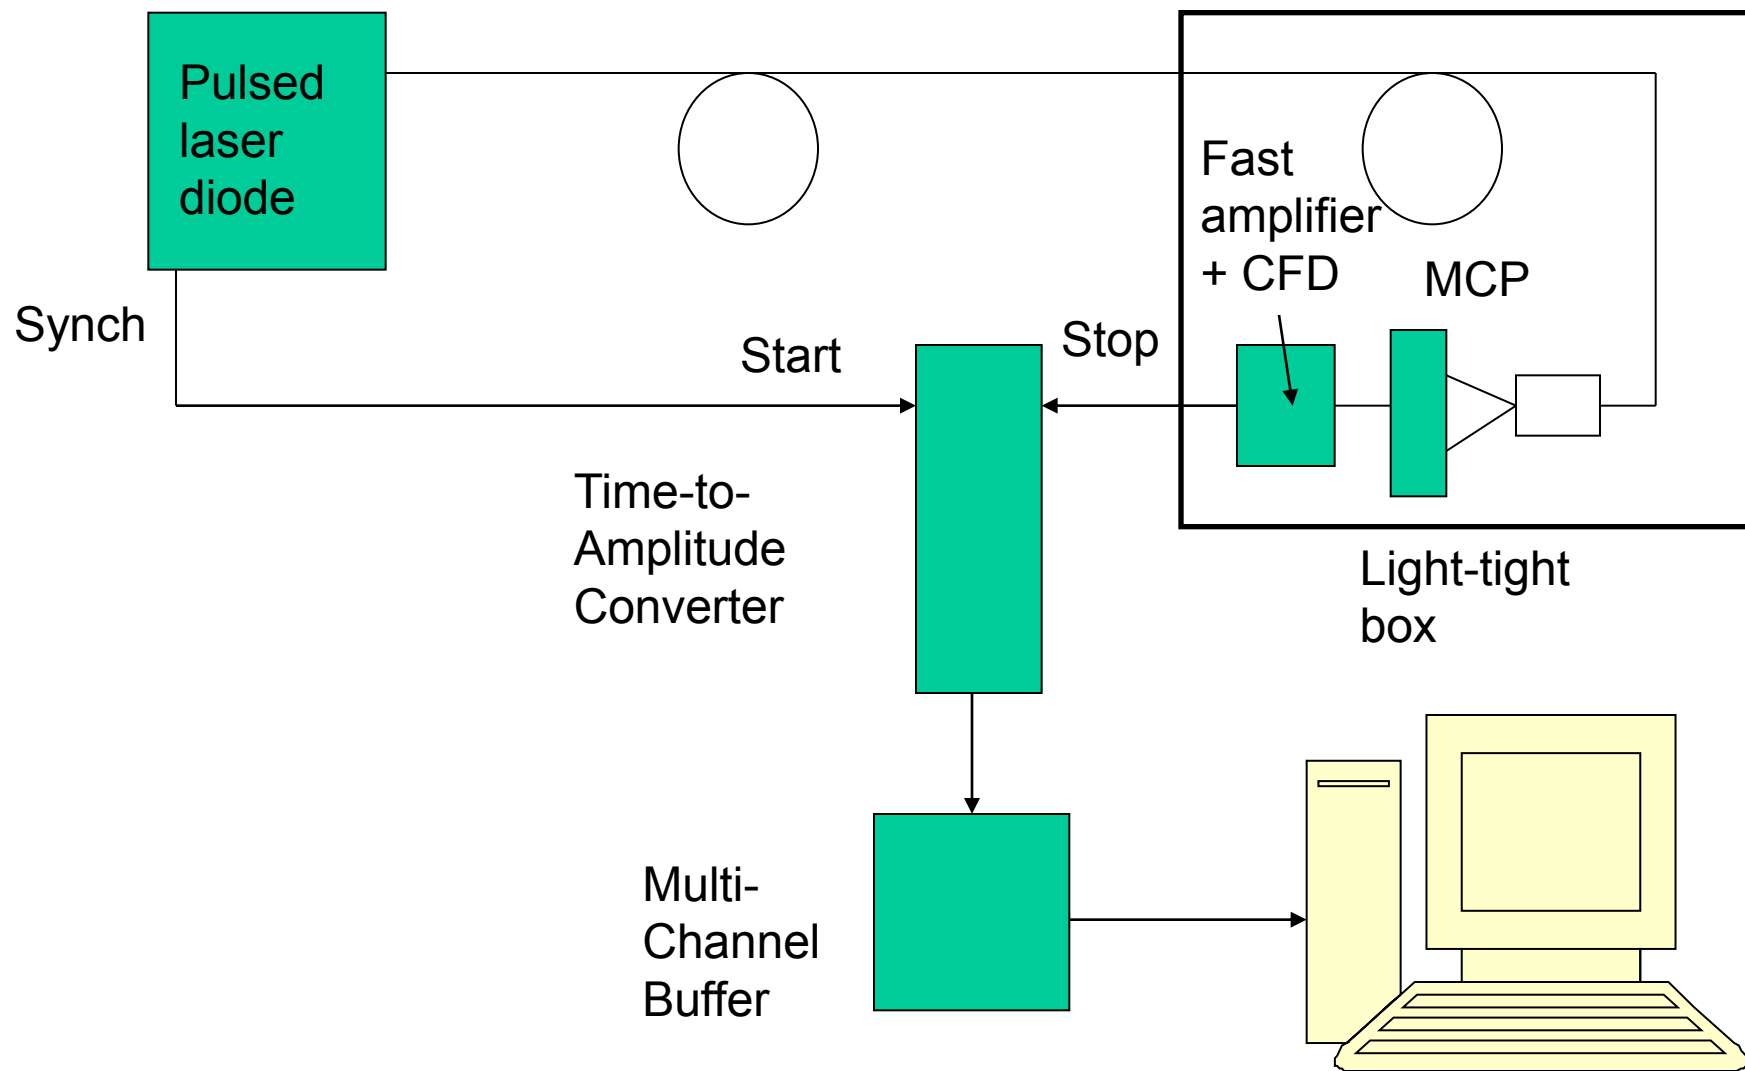 Pulsed
laser
diode
Fast
amplifier
+ CFD
MCP
Synch
Start
Stop
Time-to-
Amplitude
Converter
Light-tight
box
Multi-
Channel
Buffer